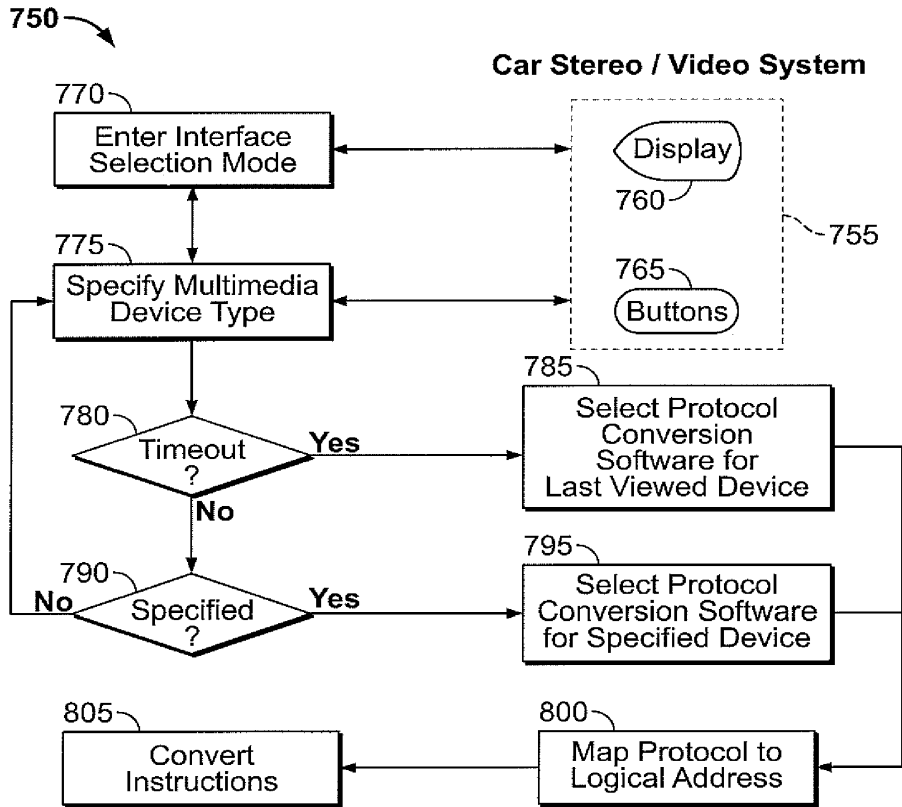 750
Car Stereo / Video System
770
Enter Interface
Selection Mode
Display
760
755
775
Specify Multimedia
Device Type
765
Buttons
780
Timeout
?
Yes
No
785
Select Protocol
Conversion
Software for
Last Viewed Device
790
Specified
?
No
Yes
795
Select Protocol
Conversion Software
for Specified Device
805
Convert
Instructions
800
Map Protocol to
Logical Address